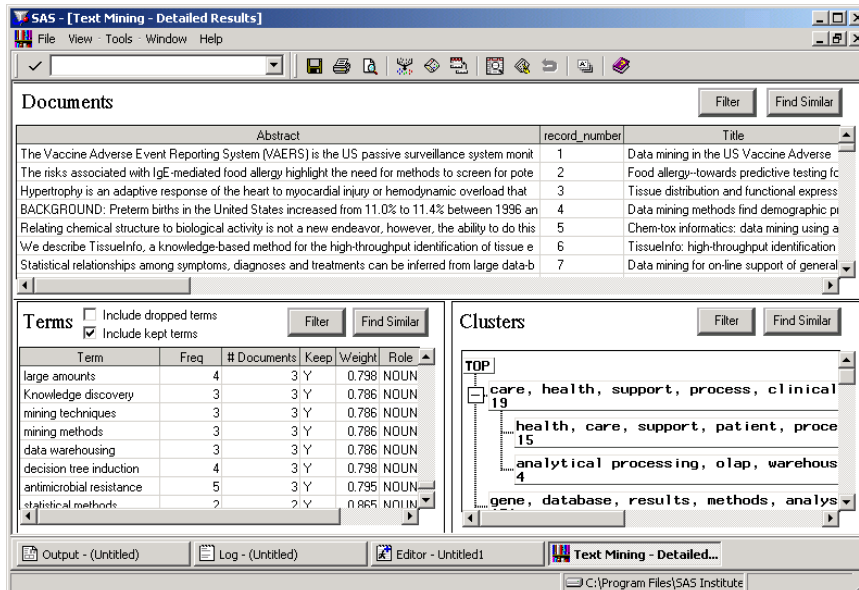 SAS - [Text Mining - Detailed Results]
File View Tools Window Help
Documents
Filter Find Similar
Abstract record_number Title
The Vaccine Adverse Event Reporting System (VAERS) is the US passive surveillance system monit 1 Data mining in the US Vaccine Adverse
The risks associated with IgE-mediated food allergy highlight the need for methods to screen for pote 2 Food allergy--towards predictive testing fo
Hypertrophy is an adaptive response of the heart to myocardial injury or hemodynamic overload that 3 Tissue distribution and functional express
BACKGROUND: Preterm births in the United States increased from 11.0% to 11.4% between 1996 an 4 Data mining methods find demographic pr
Relating chemical structure to biological activity is not a new endeavor, however, the ability to do this 5 Chem-tox informatics: data mining using a
We describe TissueInfo, a knowledge-based method for the high-throughput identification of tissue e 6 TissueInfo: high-throughput identification
Statistical relationships among symptoms, diagnoses and treatments can be inferred from large data-b 7 Data mining for on-line support of general
Terms Include dropped terms
Include kept terms
Filter Find Similar
Term Freq # Documents Keep Weight Role
large amounts 4 3 Y 0.798 NOUN
Knowledge discovery 3 3 Y 0.786 NOUN
mining techniques 3 3 Y 0.786 NOUN
mining methods 3 3 Y 0.786 NOUN
data warehousing 3 3 Y 0.786 NOUN
decision tree induction 4 3 Y 0.798 NOUN
antimicrobial resistance 5 3 Y 0.795 NOUN
statistical methods 2 2 Y 0.865 NOUN
Clusters
Filter Find Similar
TOP
care, health, support, process, clinical
19
health, care, support, patient, proce
15
analytical processing, olap, warehous
4
gene, database, results, methods, analys
Output - (Untitled) Log - (Untitled) Editor - Untitled1 Text Mining - Detailed...
C:\Program Files\SAS Institute